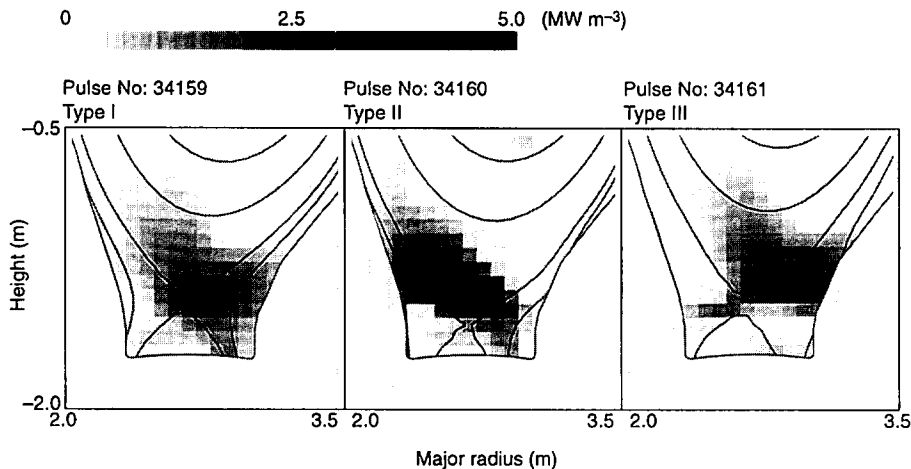 0 2.5 5.0 (MW m⁻³)
Pulse No: 34159
Type I
Pulse No: 34160
Type II
Pulse No: 34161
Type III
–0.5
Height (m)
–2.0
2.0 3.5 2.0 3.5 2.0 3.5
Major radius (m)